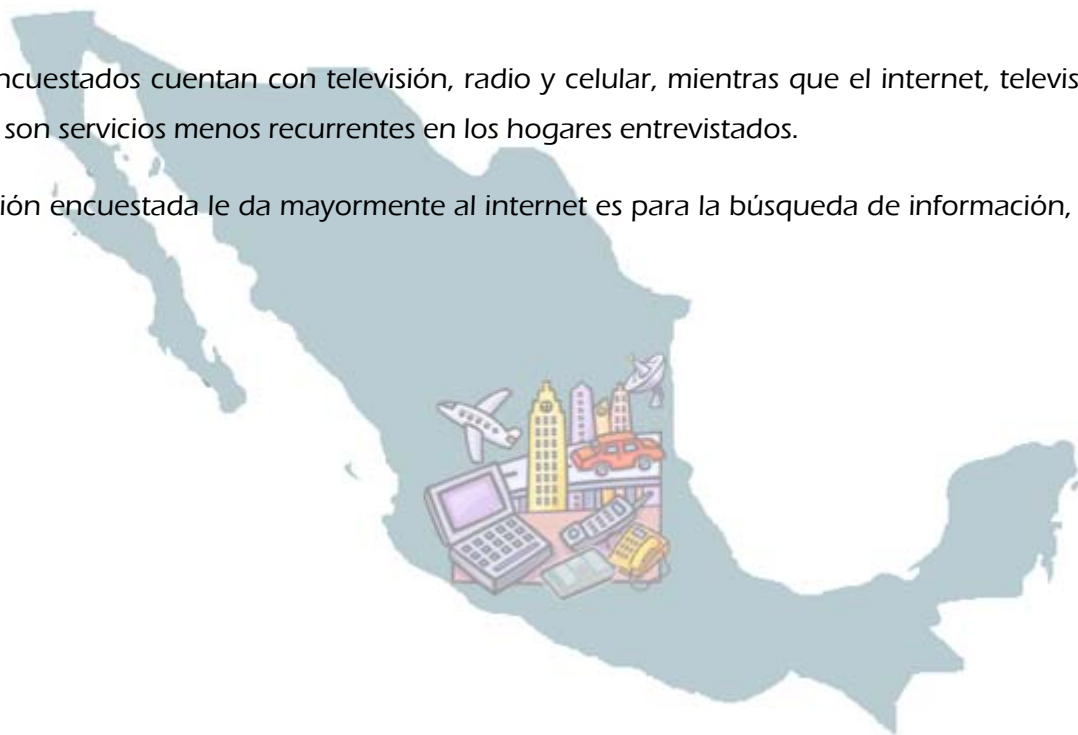 ncuestados cuentan con televisión, radio y celular, mientras que el internet, televis
son servicios menos recurrentes en los hogares entrevistados.
ión encuestada le da mayormente al internet es para la búsqueda de información,